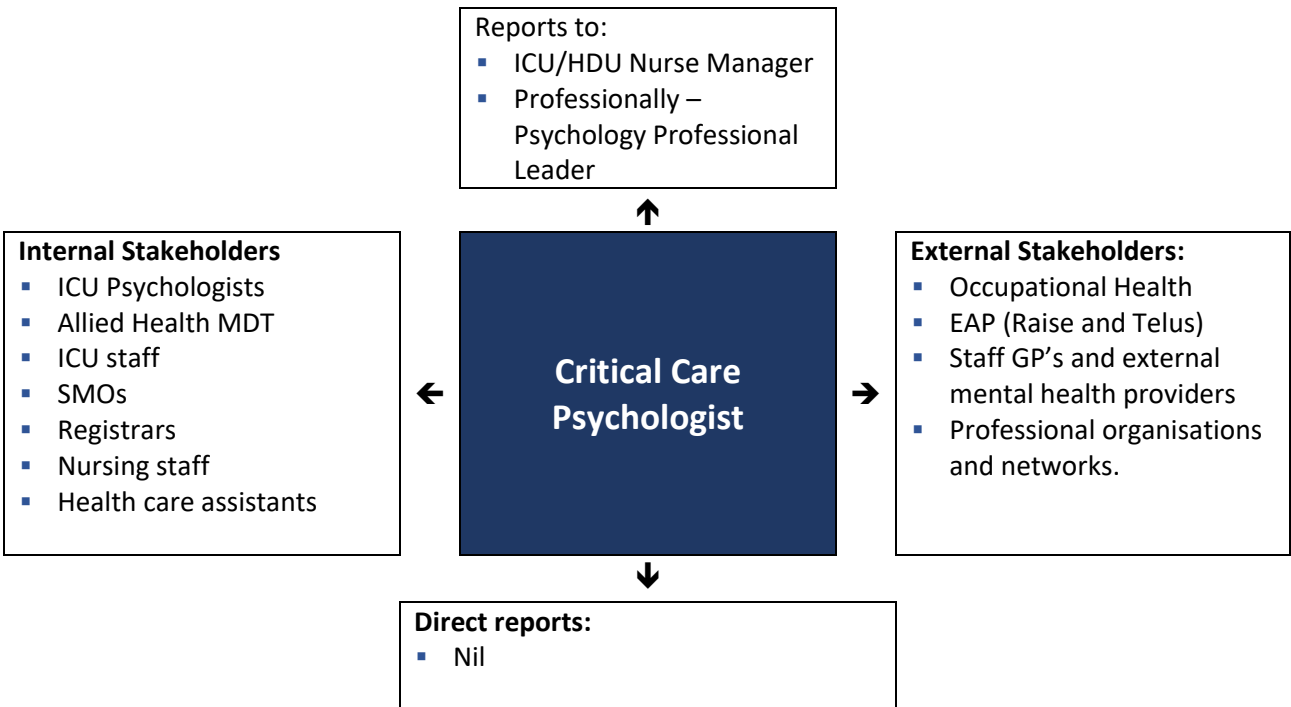 Reports to:
▪ ICU/HDU Nurse Manager
▪ Professionally –
Psychology Professional
Leader
Internal Stakeholders
▪ ICU Psychologists
▪ Allied Health MDT
▪ ICU staff
▪ SMOs
▪ Registrars
▪ Nursing staff
▪ Health care assistants
Critical Care
Psychologist
External Stakeholders:
▪ Occupational Health
▪ EAP (Raise and Telus)
▪ Staff GP’s and external
mental health providers
▪ Professional organisations
and networks.
Direct reports:
▪ Nil